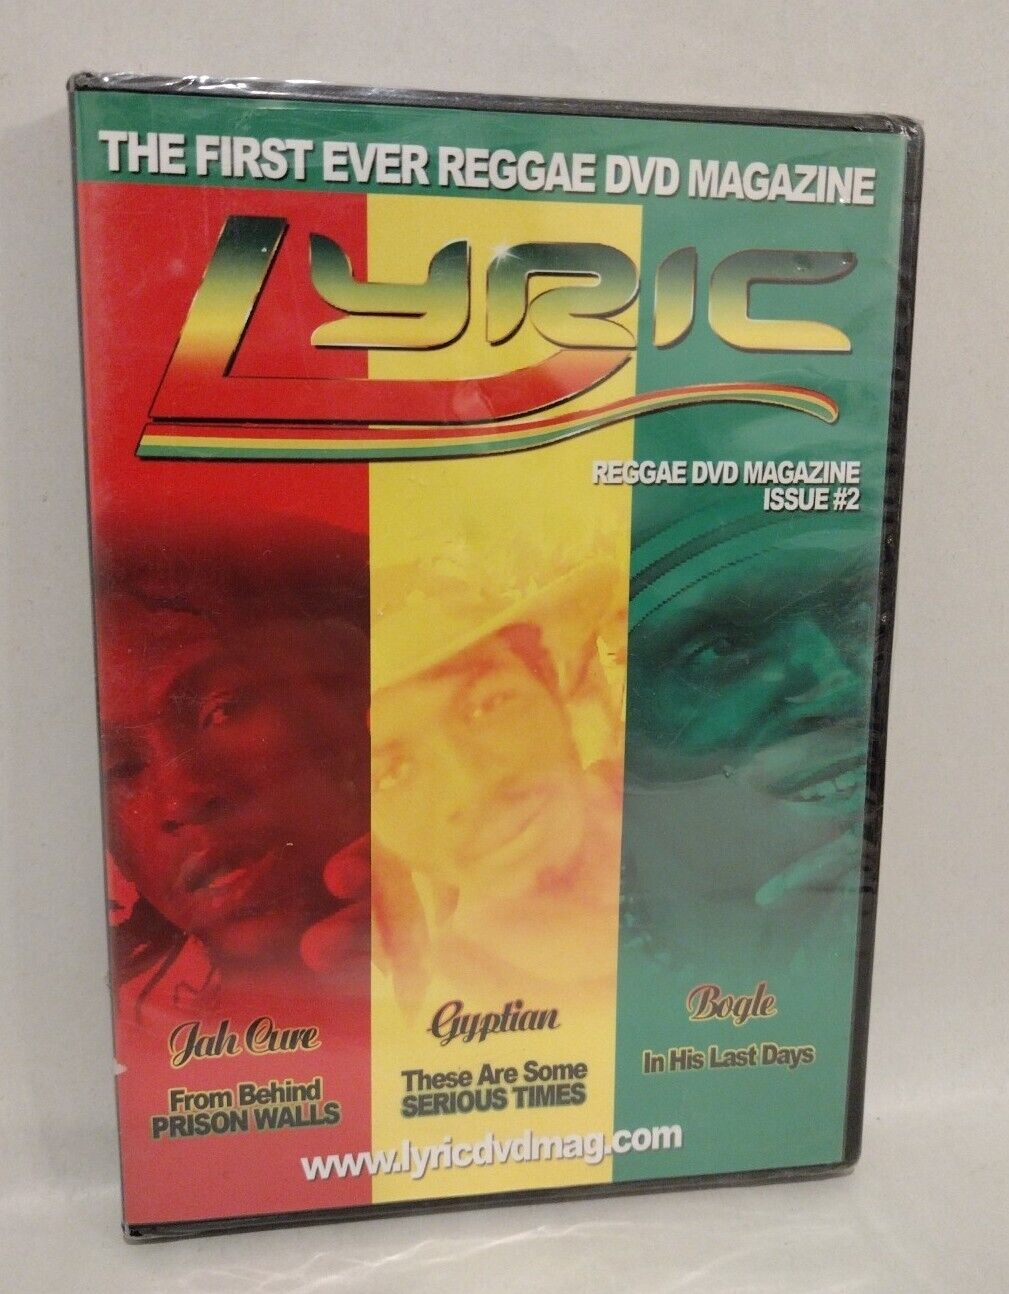 THE FIRST EVER REGGAE DVD MAGAZINE
LYRIC
REGGAE DVD MAGAZINE
ISSUE #2
Jah Cure
From Behind
PRISON WALLS
Gyptian
These Are Some
SERIOUS TIMES
Bogle
In His Last Days
www.lyricdvdmag.com